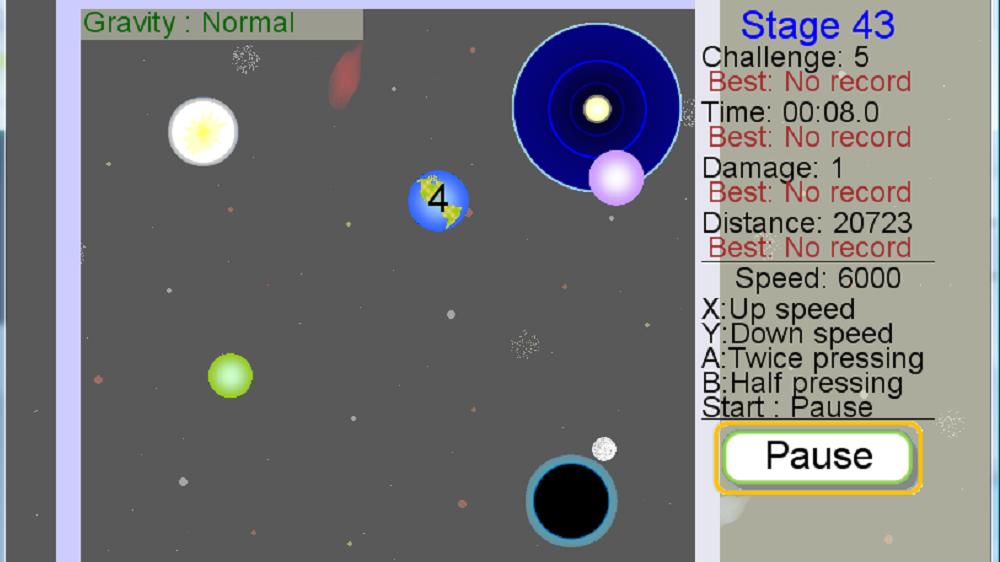 Gravity : Normal
4
Stage 43
Challenge: 5
Best: No record
Time: 00:08.0
Best: No record
Damage: 1
Best: No record
Distance: 20723
Best: No record
Speed: 6000
X:Up speed
Y:Down speed
A:Twice pressing
B:Half pressing
Start : Pause
Pause